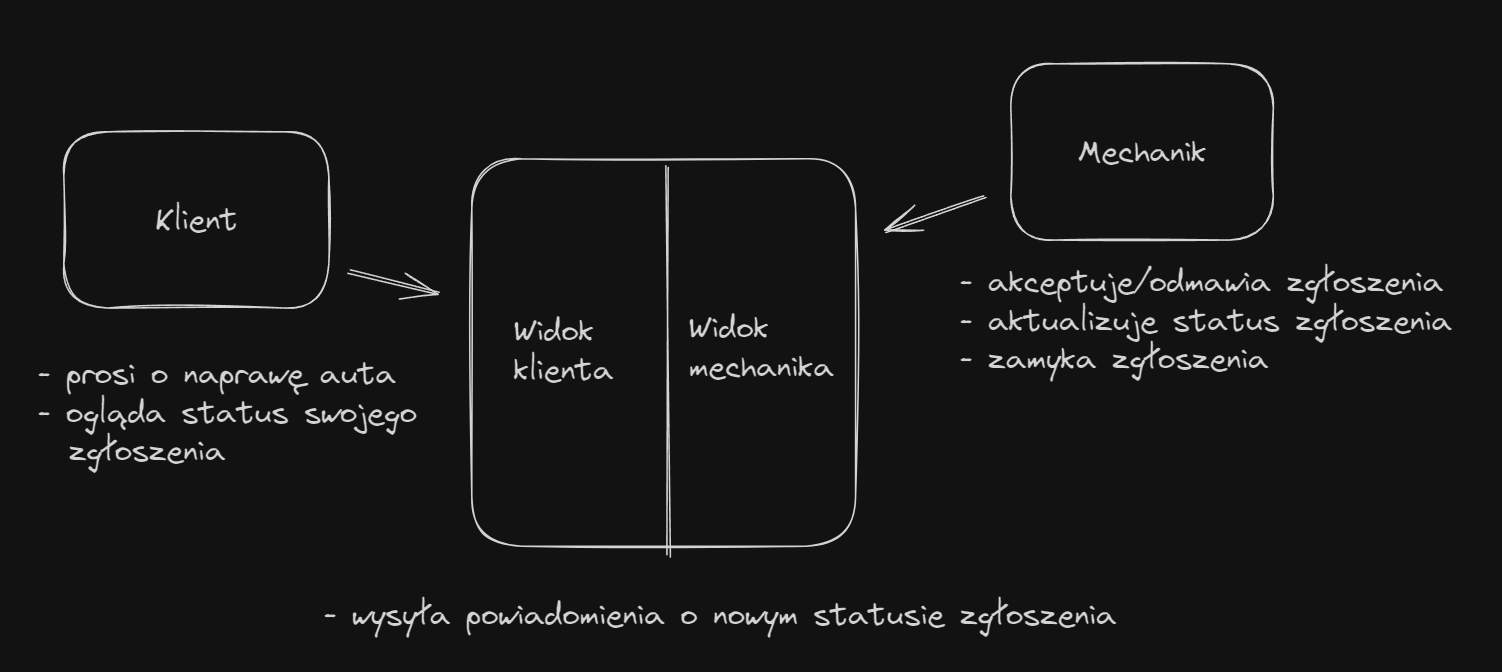 Klient
- prosi o naprawę auta
- ogląda status swojego
zgłoszenia
Widok
klienta
Widok
mechanika
Mechanik
- akceptuje/odmawia zgłoszenia
- aktualizuje status zgłoszenia
- zamyka zgłoszenia
- wysyła powiadomienia o nowym statusie zgłoszenia